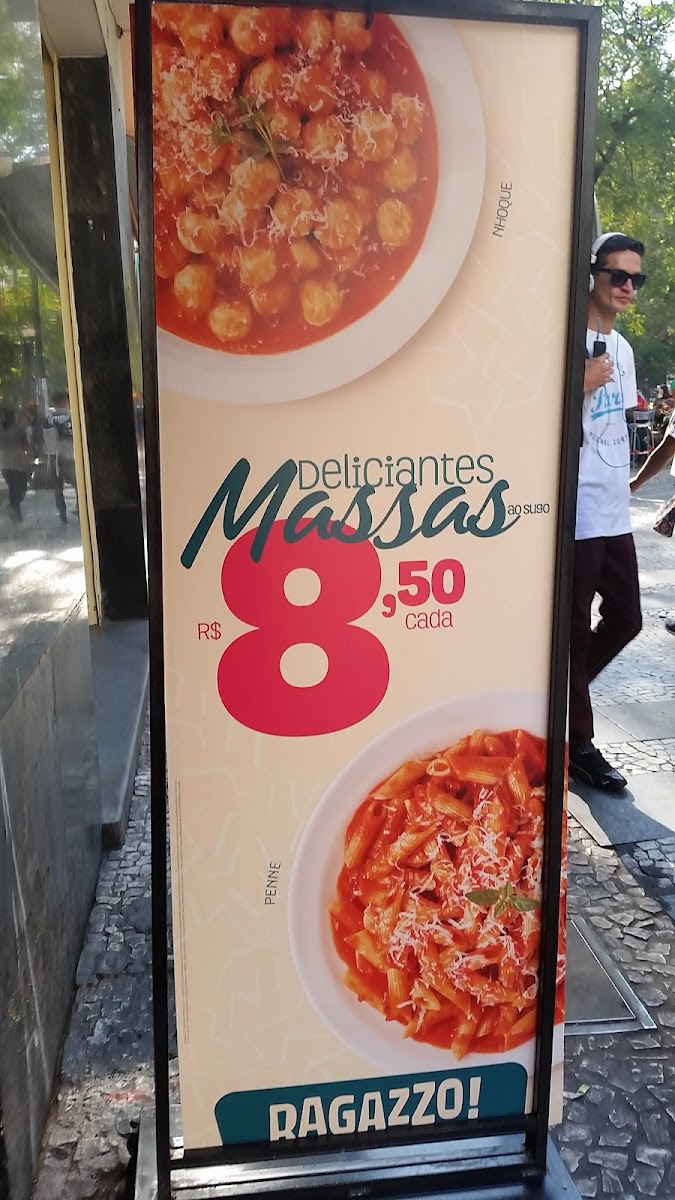 NHOQUE
DELiCiANTES
Massas
AO SUGO
R$ 8,50
CADA
PENNE
RAGAZZO!